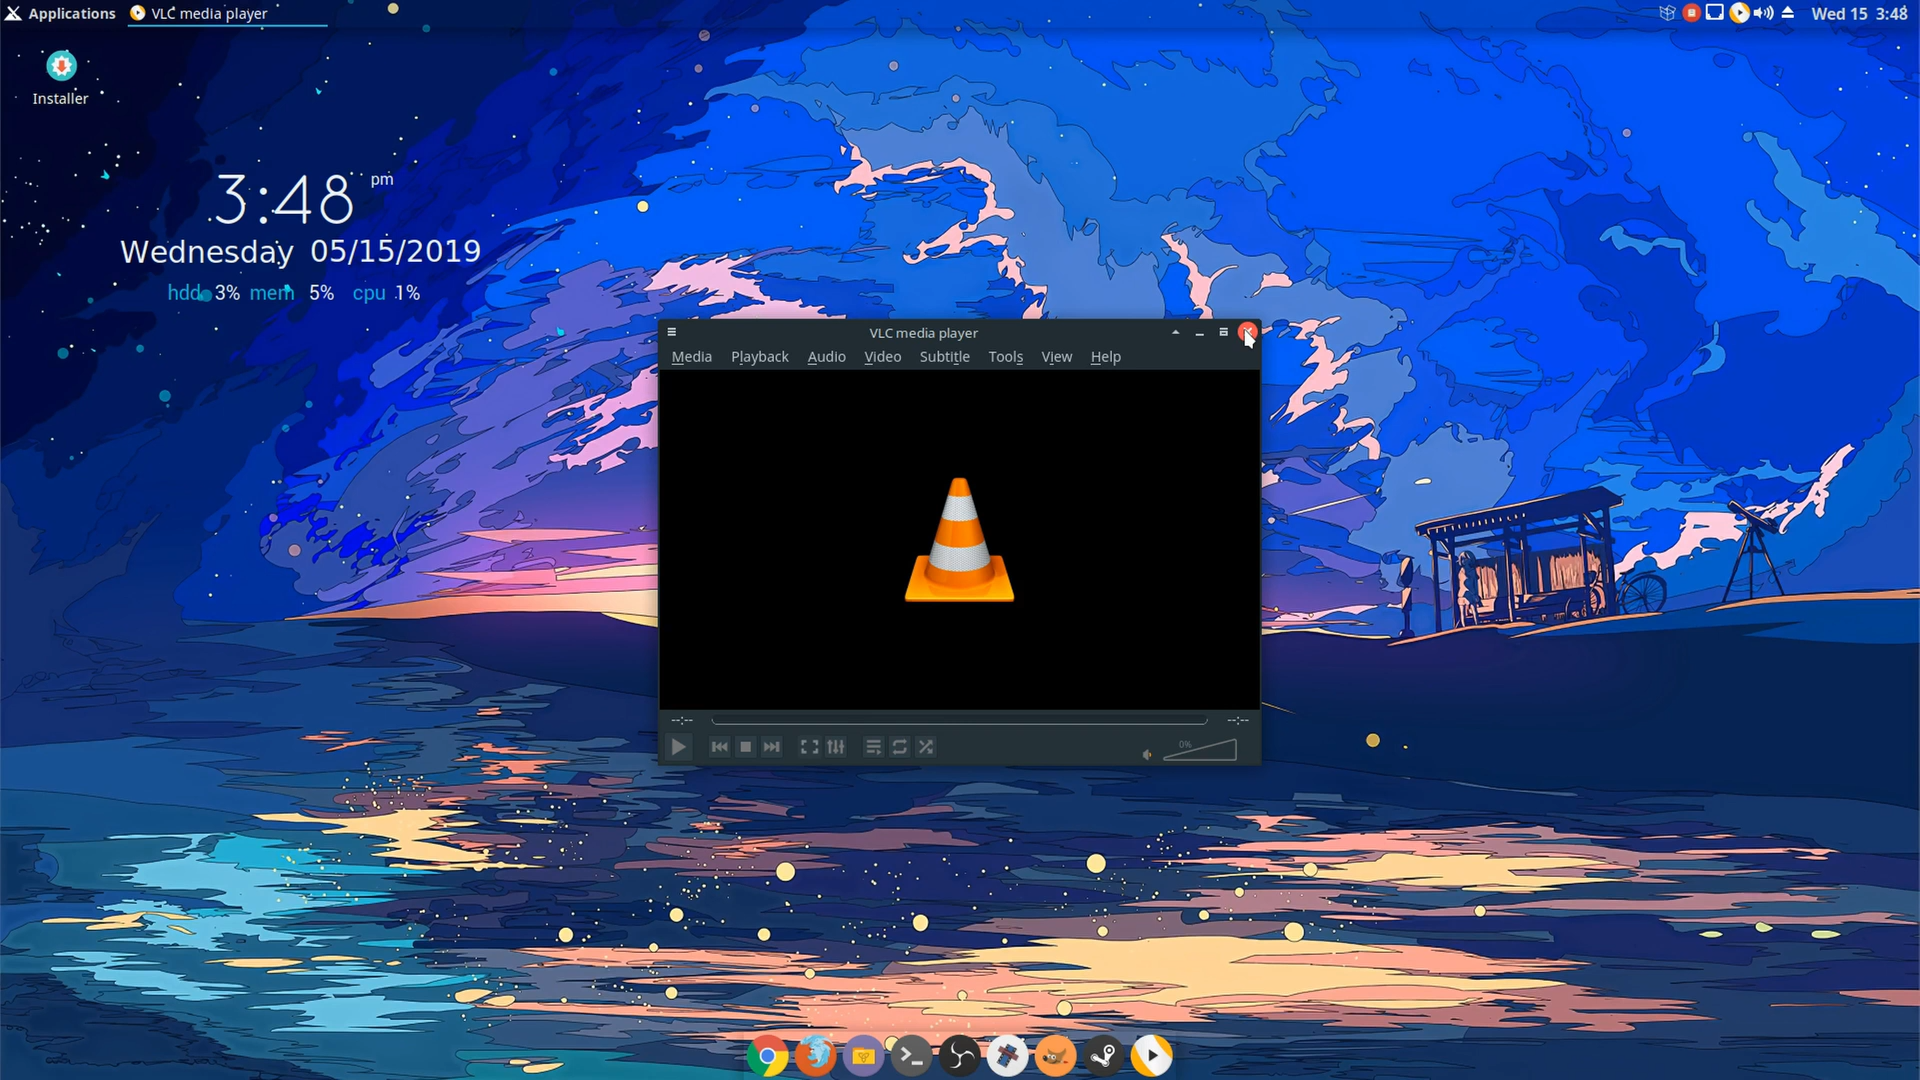 Applications VLC media player Wed 15 3:48
Installer
3:48 pm
Wednesday 05/15/2019
hdd 3% mem 5% cpu 1%
VLC media player
Media Playback Audio Video Subtitle Tools View Help
--:-- --:--
0%